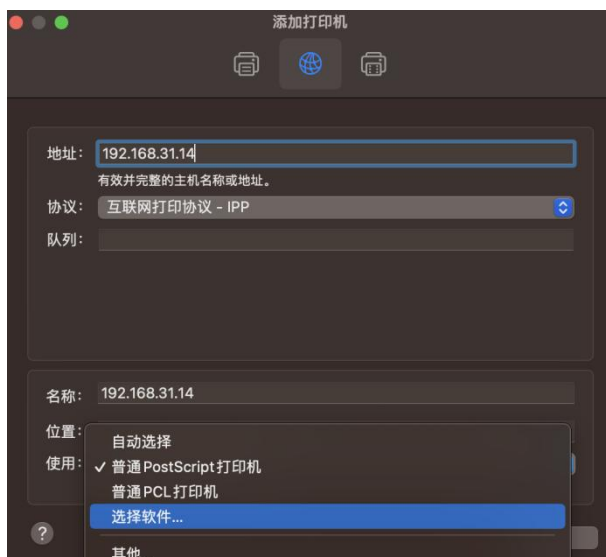 添加打印机
地址： 192.168.31.14
有效并完整的主机名称或地址。
协议： 互联网打印协议 - IPP
队列：
名称： 192.168.31.14
位置：
自动选择
使用： ✓ 普通PostScript打印机
普通PCL打印机
选择软件...
其他
?